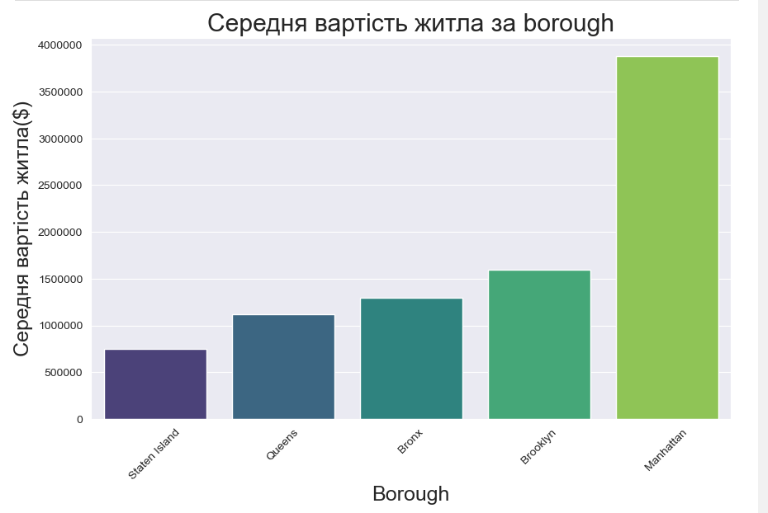 Середня вартість житла за borough
Середня вартість житла($)
4000000
3500000
3000000
2500000
2000000
1500000
1000000
500000
0
Staten Island
Queens
Bronx
Brooklyn
Manhattan
Borough